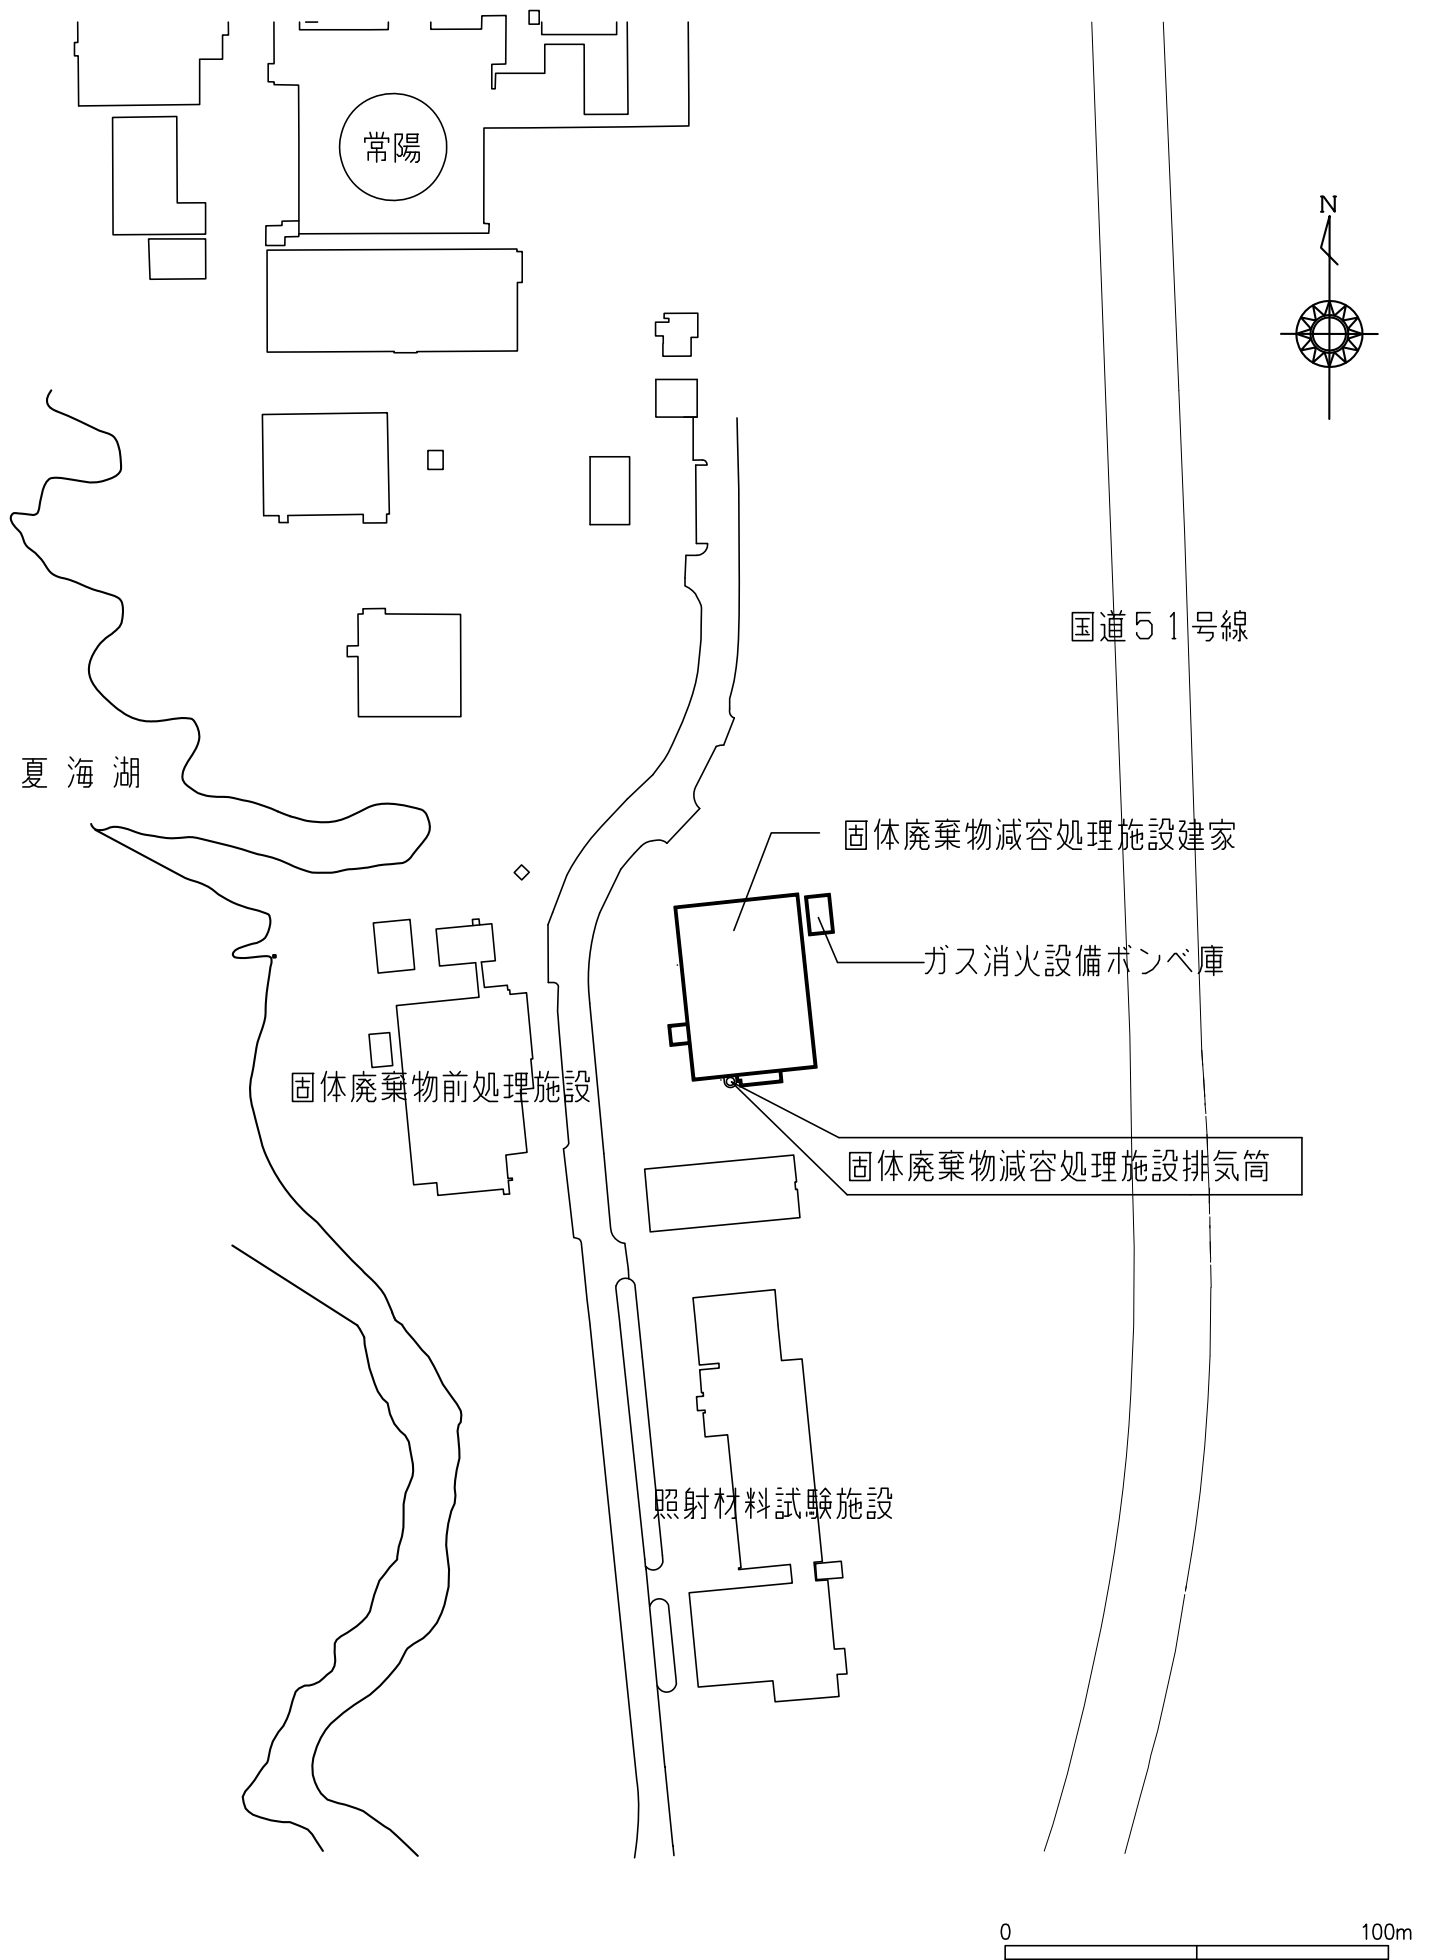 常陽
N
国道５１号線
夏海湖
固体廃棄物減容処理施設建家
ガス消火設備ボンベ庫
固体廃棄物前処理施設
固体廃棄物減容処理施設排気筒
照射材料試験施設
0 100m